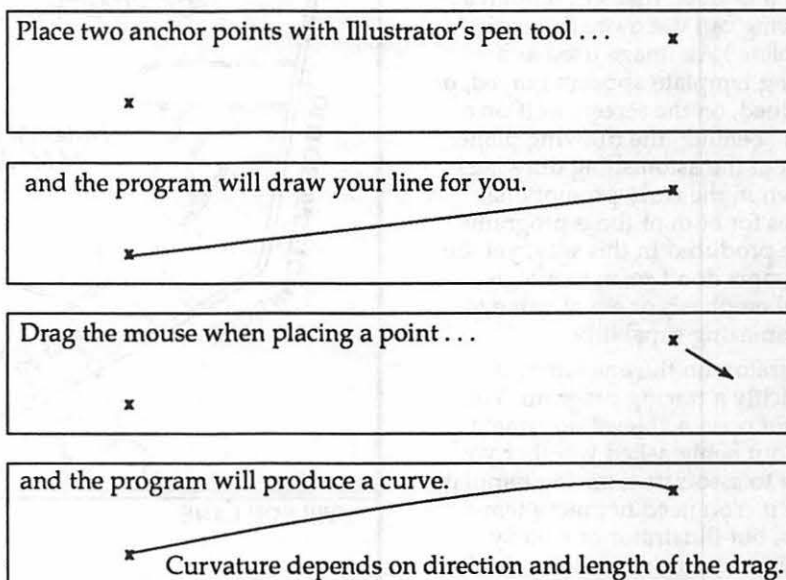 Place two anchor points with Illustrator's pen tool . . .
and the program will draw your line for you.
Drag the mouse when placing a point . . .
and the program will produce a curve.
Curvature depends on direction and length of the drag.